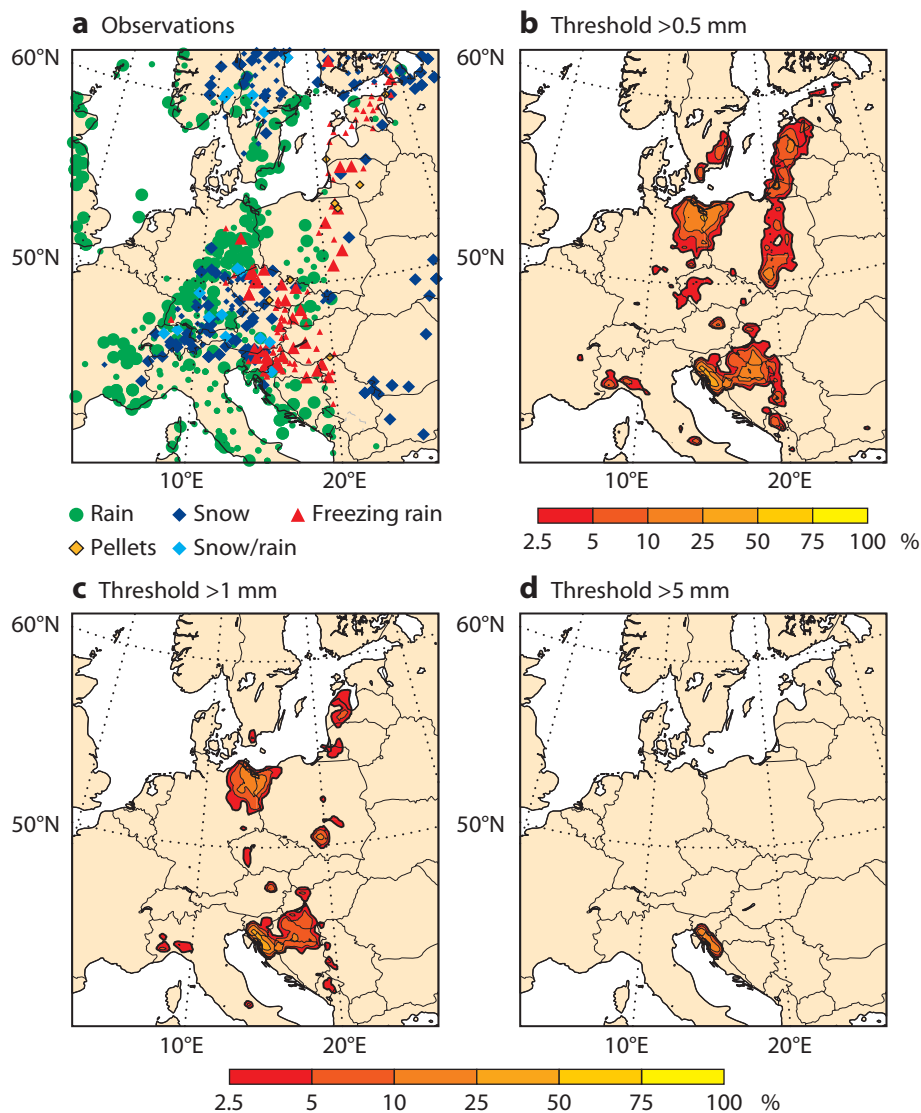 a Observations
b Threshold >0.5 mm
60°N
60°N
50°N
50°N
10°E
20°E
10°E
20°E
Rain
Snow
Freezing rain
Pellets
Snow/rain
2.5 5 10 25 50 75 100 %
c Threshold >1 mm
d Threshold >5 mm
60°N
60°N
50°N
50°N
10°E
20°E
10°E
20°E
2.5 5 10 25 50 75 100 %